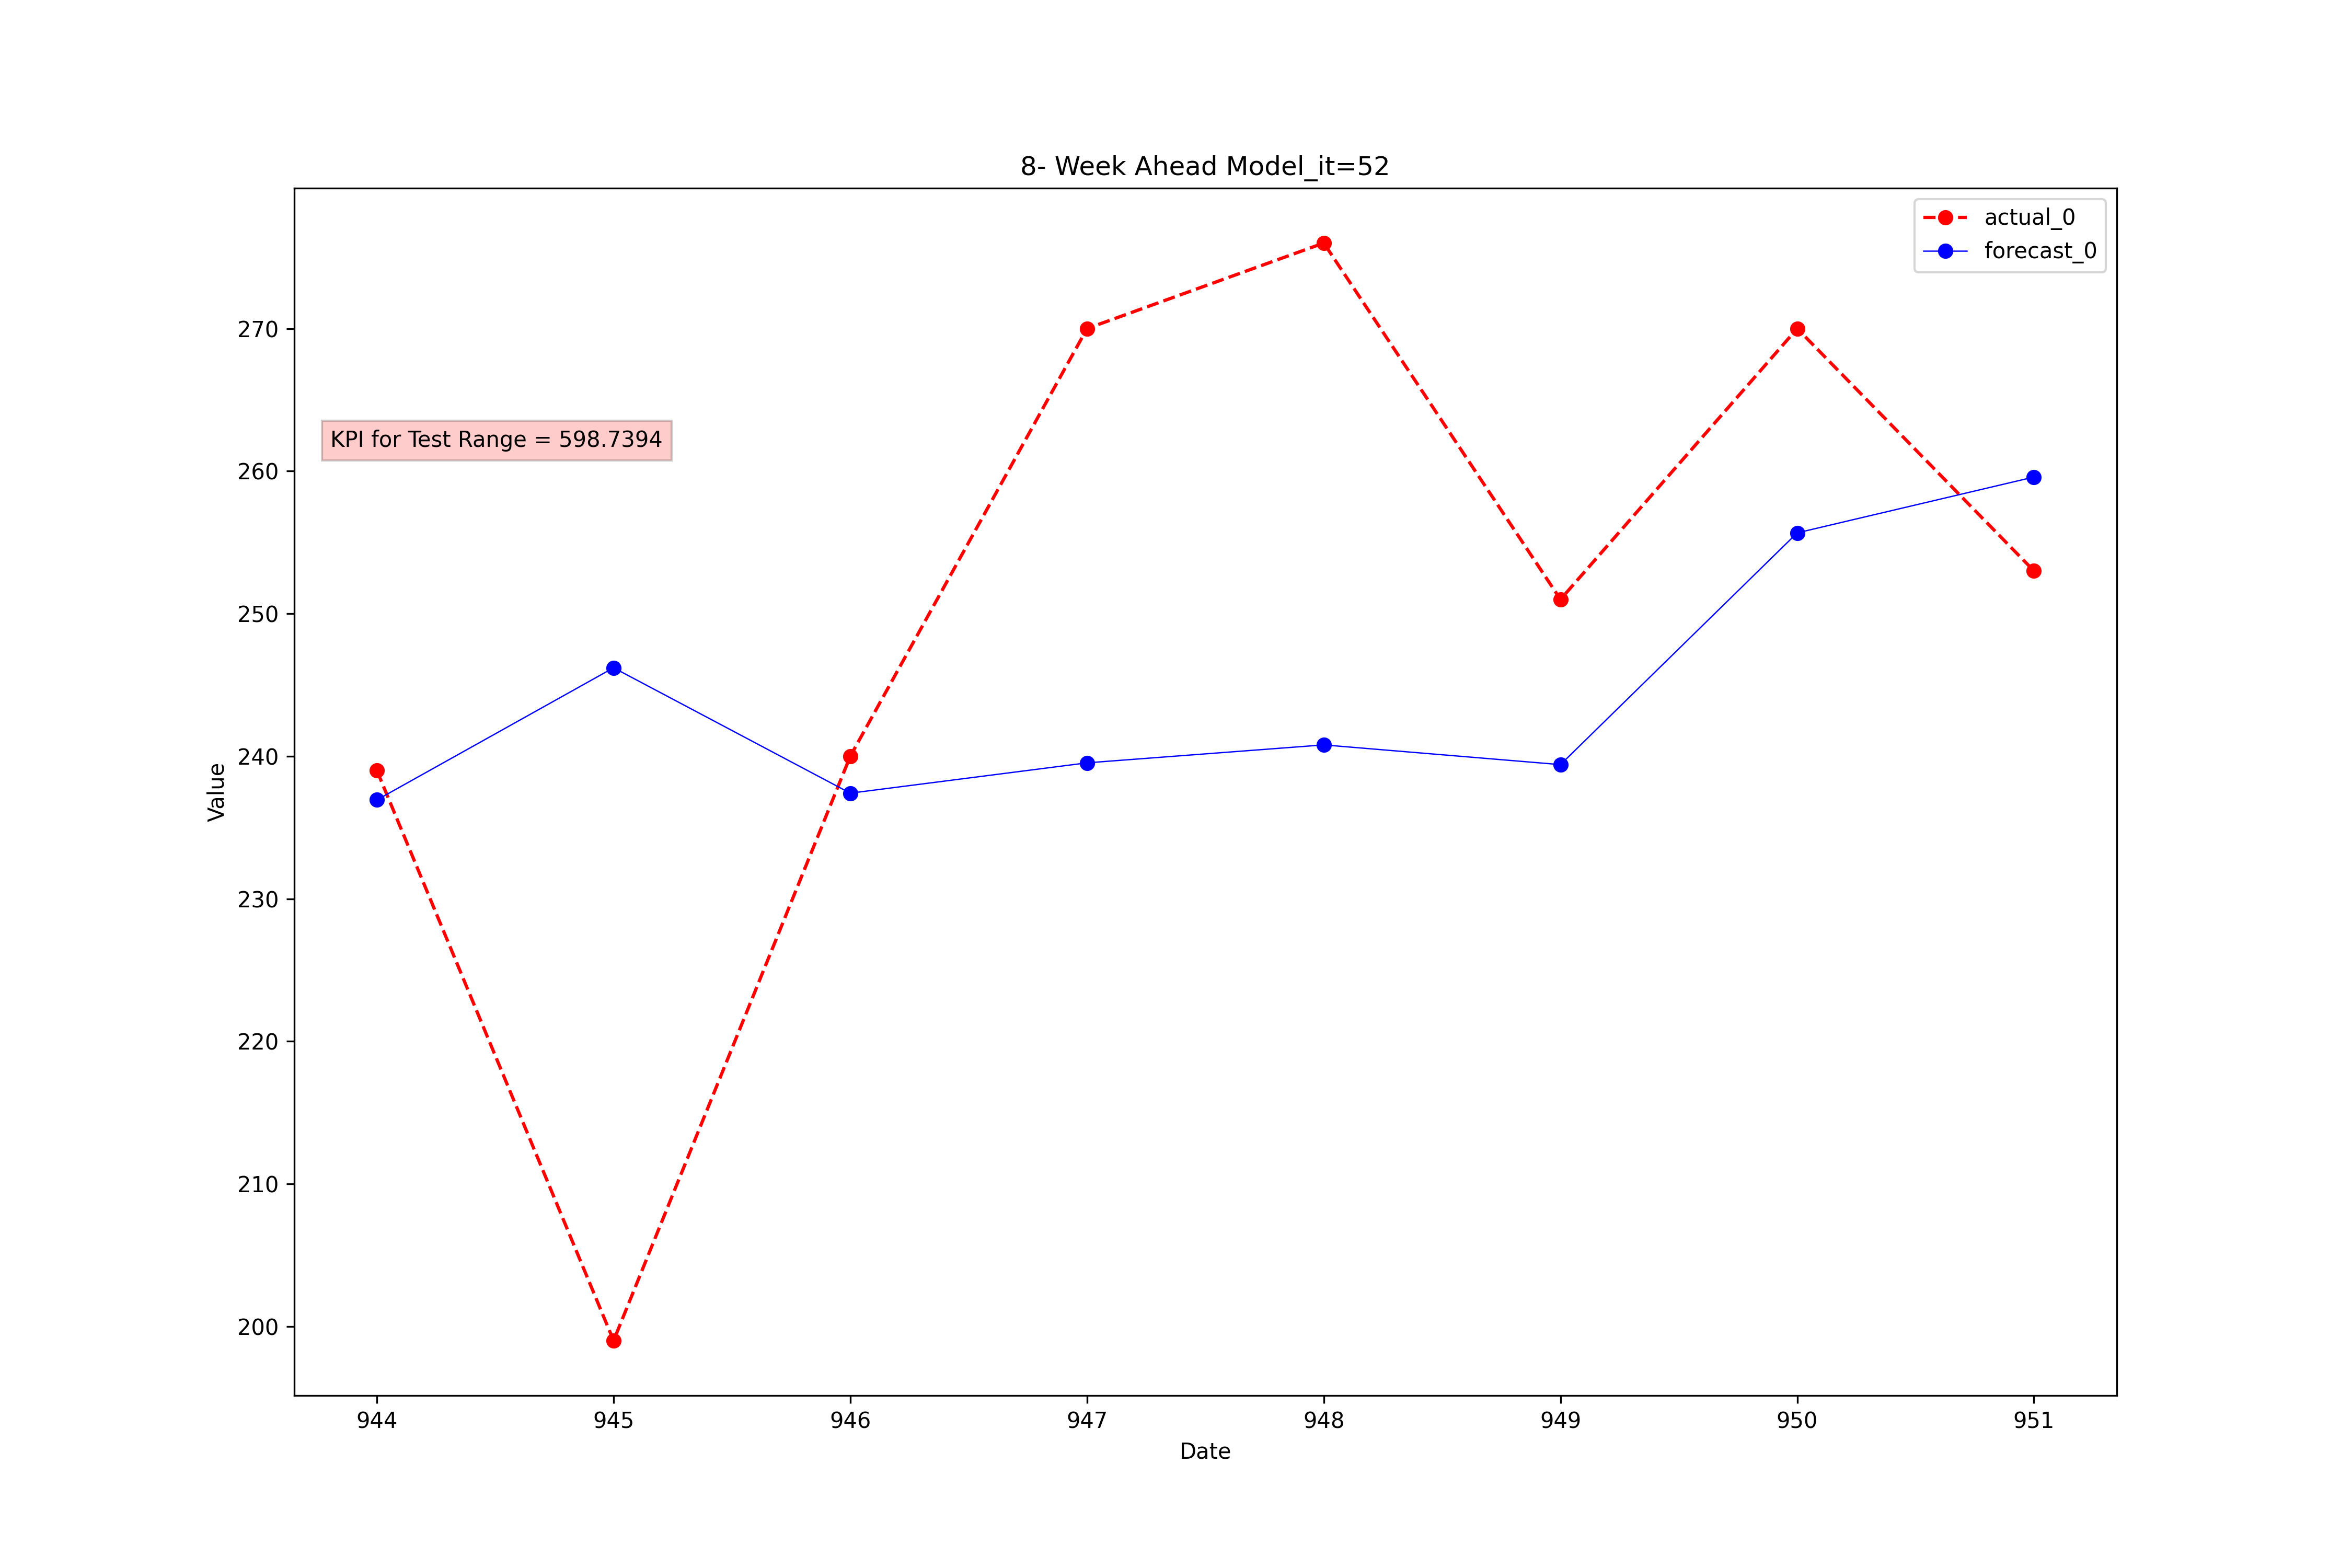 8- Week Ahead Model_it=52
actual_0
forecast_0
KPI for Test Range = 598.7394
270
260
250
240
230
220
210
200
Value
944 945 946 947 948 949 950 951
Date